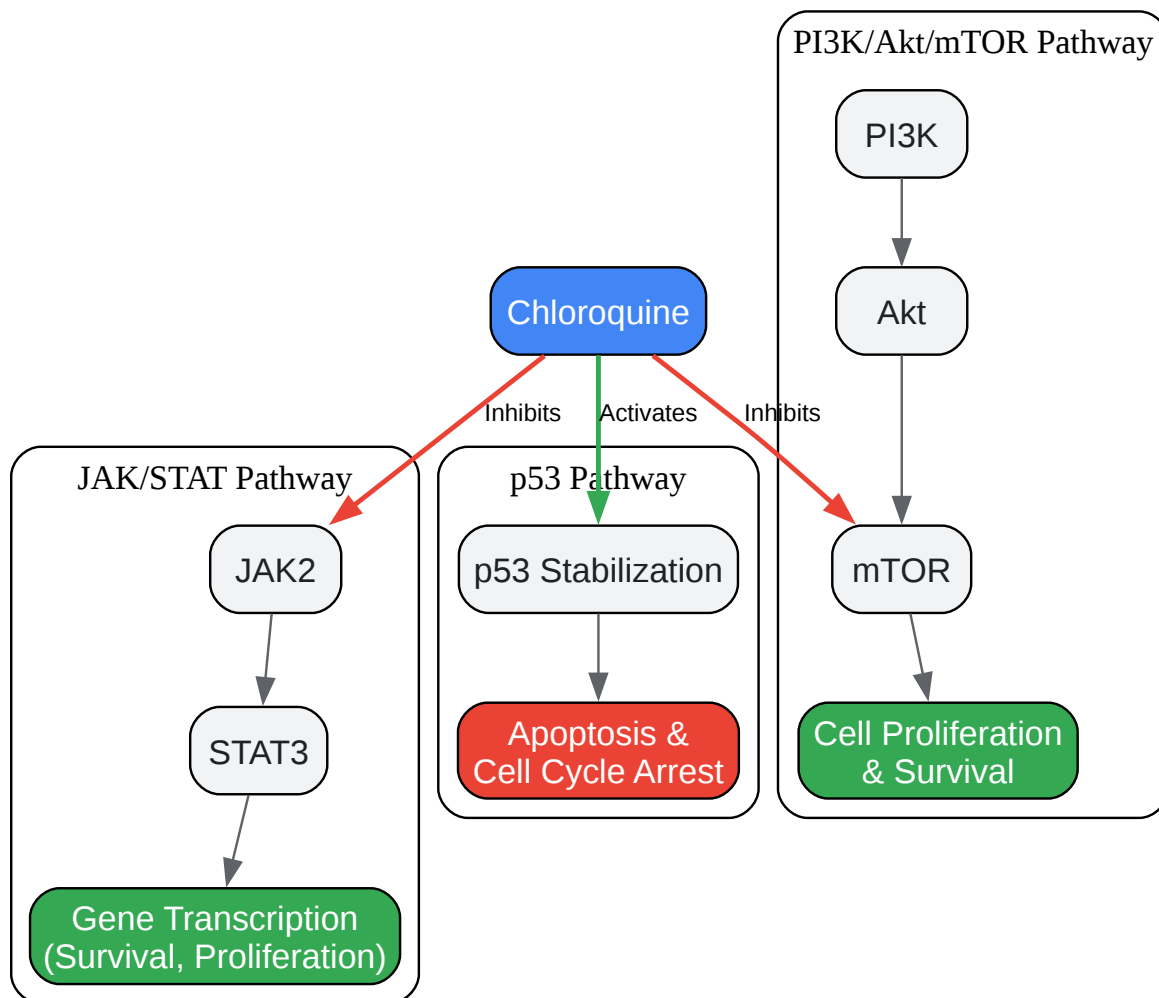 PI3K/Akt/mTOR Pathway
PI3K
Chloroquine
Akt
Inhibits
Activates
Inhibits
JAK/STAT Pathway
p53 Pathway
JAK2
p53 Stabilization
mTOR
STAT3
Apoptosis &
Cell Cycle Arrest
Cell Proliferation
& Survival
Gene Transcription
(Survival, Proliferation)